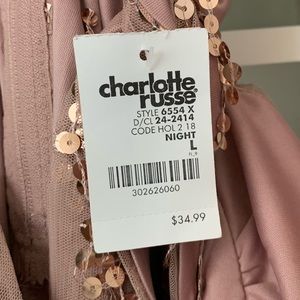 charlotte
russe
STYLE 6554 X
D/CL 24-2414
CODE HOL 2 18
NIGHT
L
302626060
$34.99